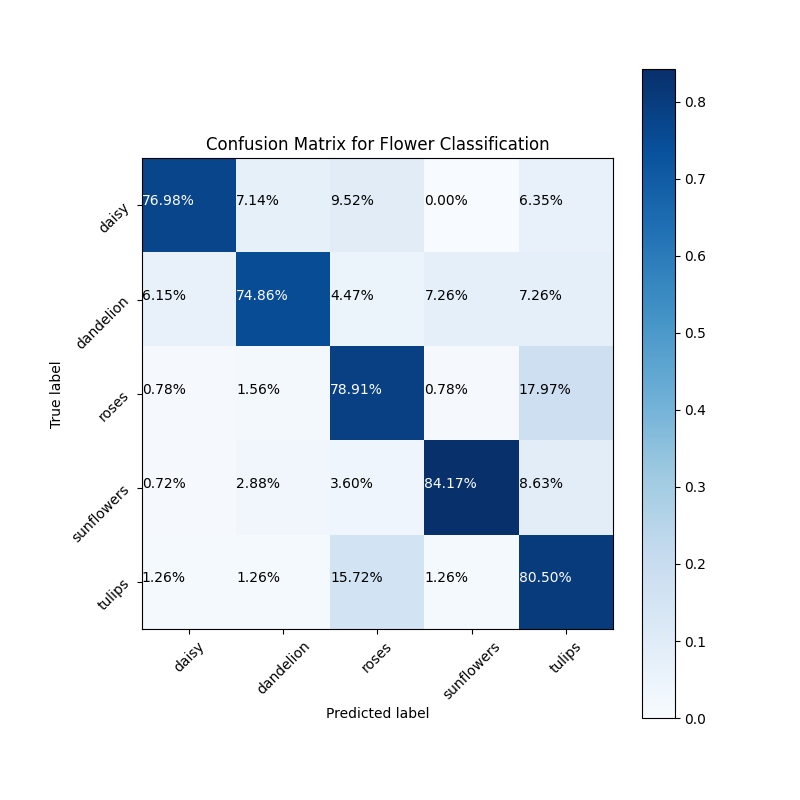 Confusion Matrix for Flower Classification
True label
daisy 76.98% 7.14% 9.52% 0.00% 6.35%
dandelion 6.15% 74.86% 4.47% 7.26% 7.26%
roses 0.78% 1.56% 78.91% 0.78% 17.97%
sunflowers 0.72% 2.88% 3.60% 84.17% 8.63%
tulips 1.26% 1.26% 15.72% 1.26% 80.50%
daisy dandelion roses sunflowers tulips
Predicted label
0.8
0.7
0.6
0.5
0.4
0.3
0.2
0.1
0.0